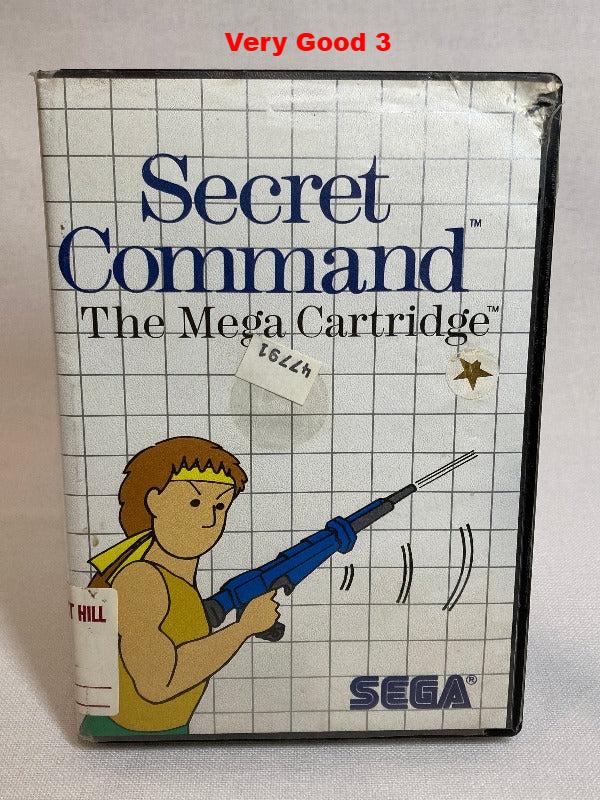 Very Good 3
Secret
Command™
The Mega Cartridge™
47791
T HILL
SEGA®